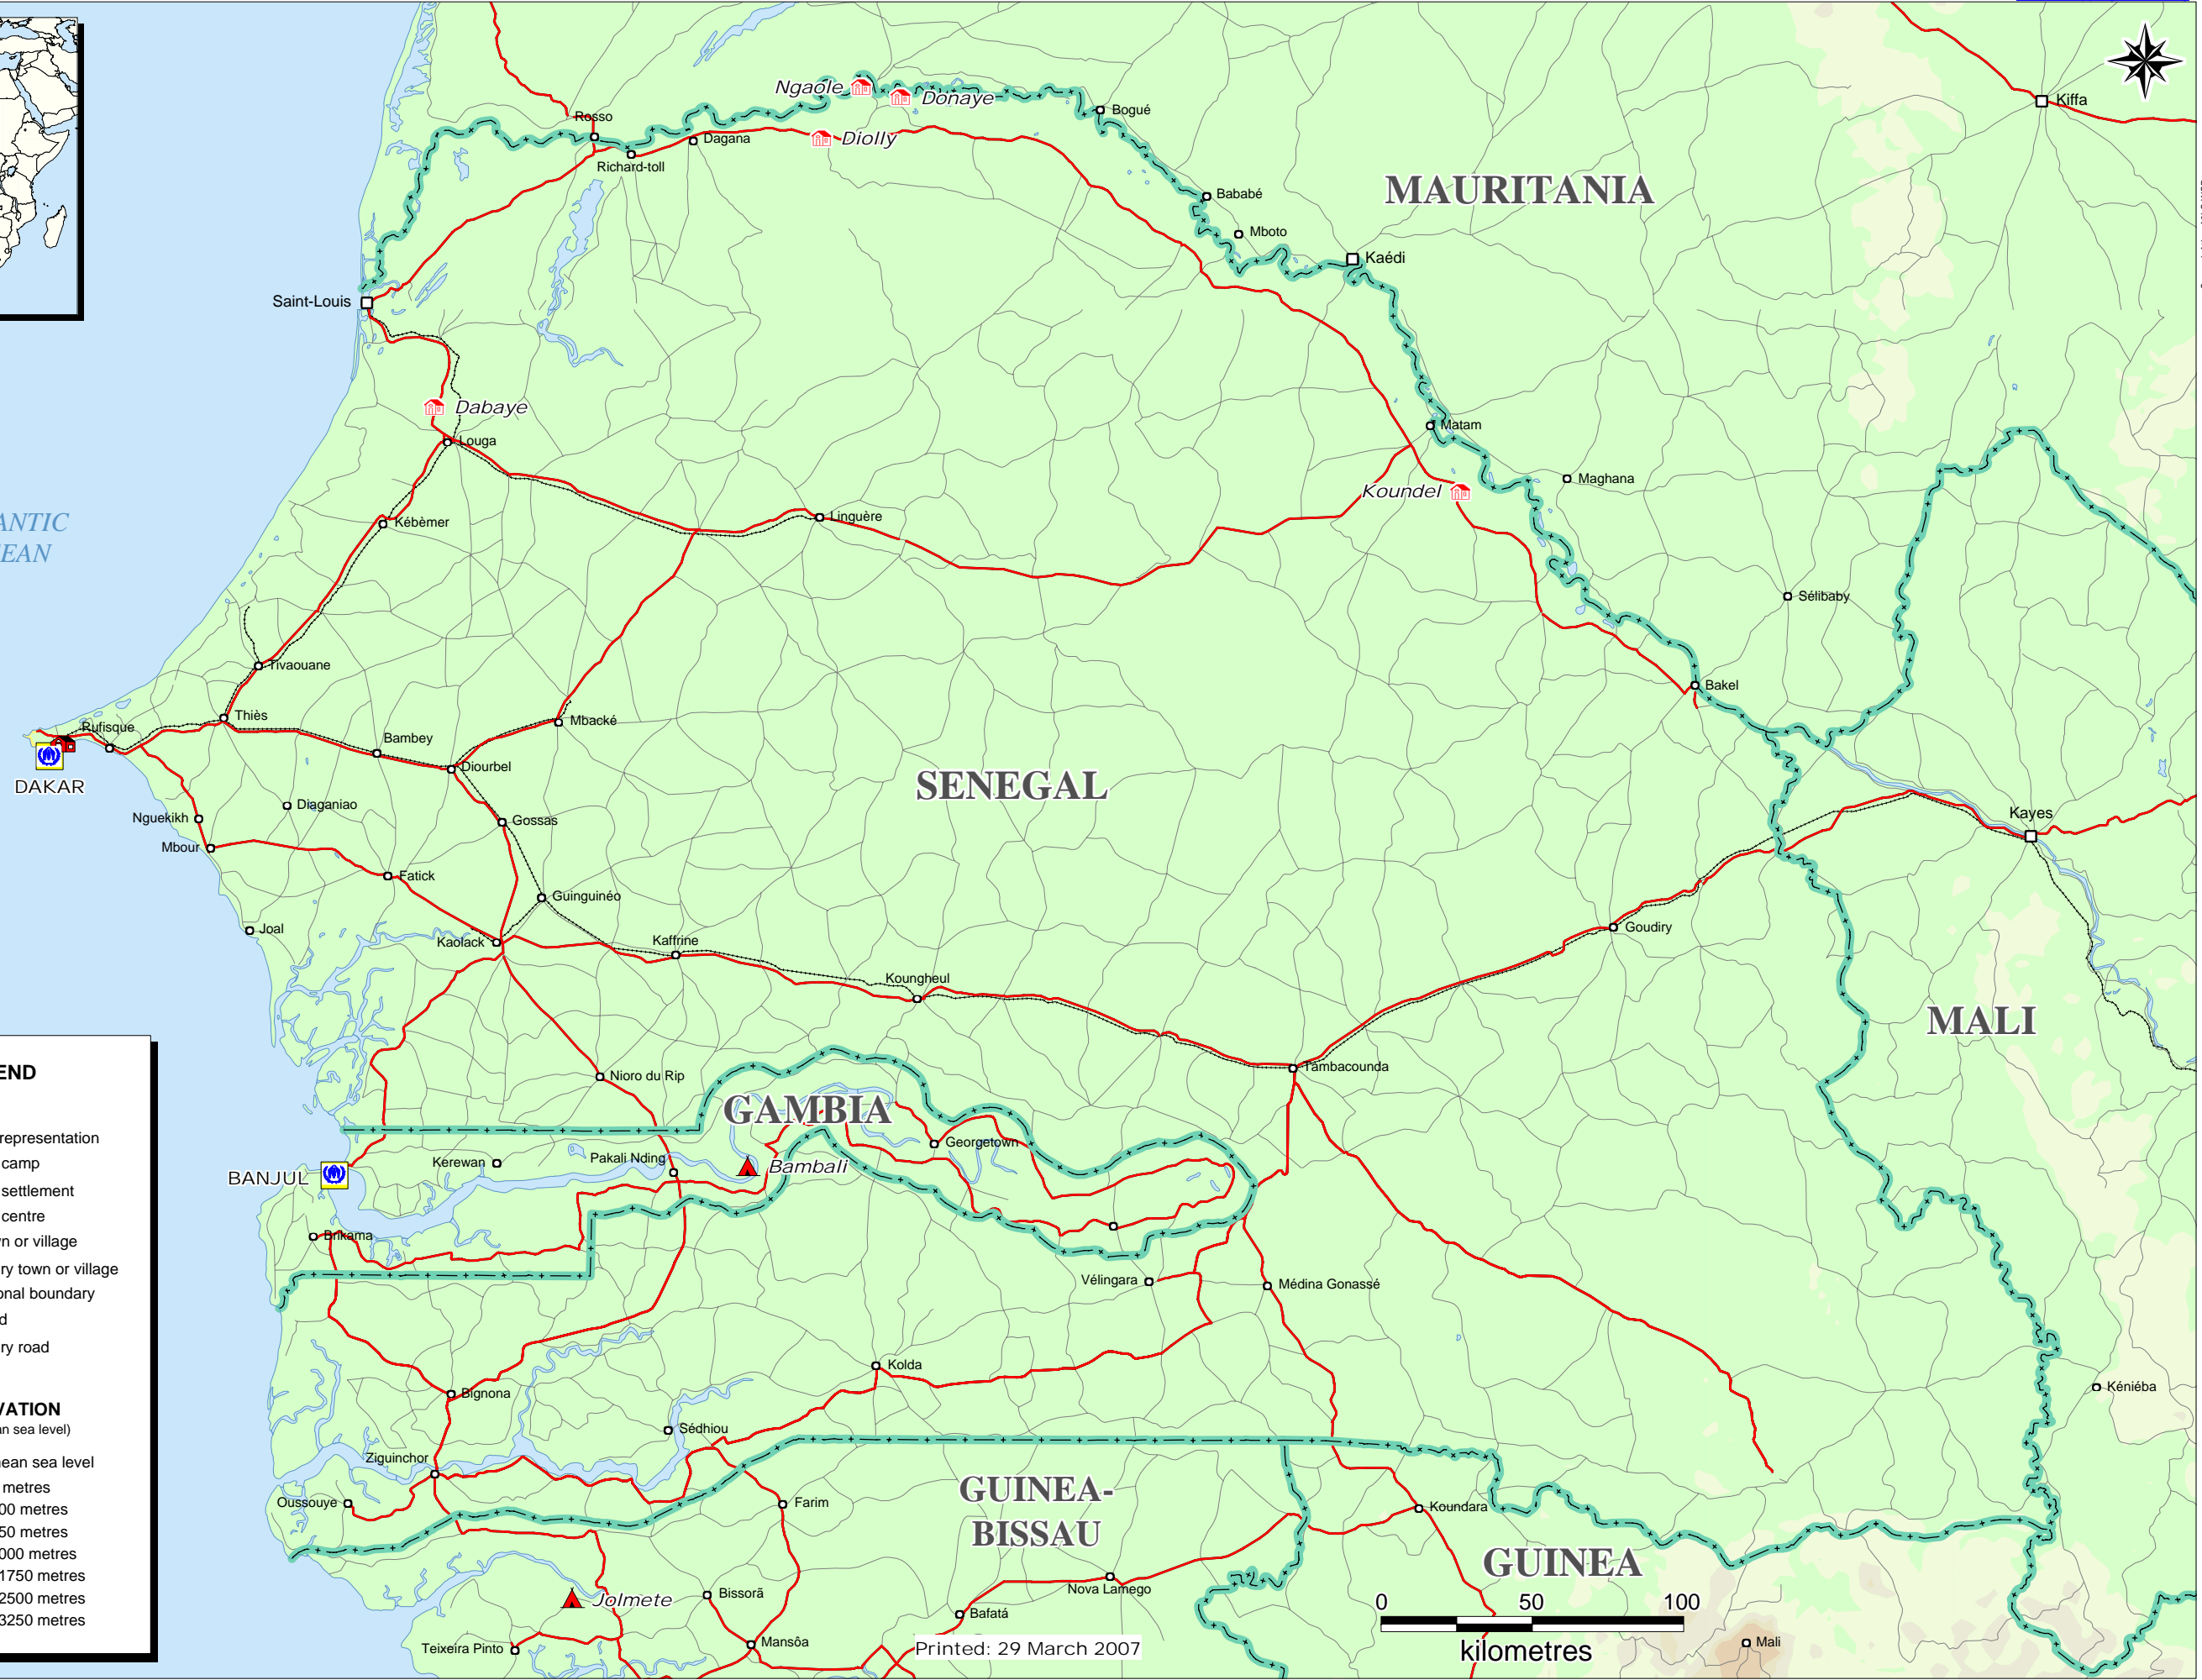 Ngaole
Donaye
Bogué
Kiffa
Rosso
Dagana
Diolly
Richard-toll
MAURITANIA
Bababé
Mboto
Kaédi
Saint-Louis
Dabaye
Louga
Matam
Maghana
Koundel
ANTIC
EAN
Kébèmer
Linguère
Sélibaby
Tivaouane
Bakel
Thiès
Rufisque
Mbacké
Bambey
Diourbel
DAKAR
SENEGAL
Diaganiao
Nguekikh
Gossas
Kayes
Mbour
Fatick
Guinguinéo
Joal
Kaolack
Kaffrine
Goudiry
Koungheul
MALI
Tambacounda
Nioro du Rip
GAMBIA
Georgetown
Kerewan
Pakali Nding
Bambali
BANJUL
Brikama
Vélingara
Médina Gonassé
Kolda
Kéniéba
Bignona
Sédhiou
Ziguinchor
Oussouye
Farim
GUINEA-
BISSAU
Koundara
GUINEA
Jolmete
Bissorã
Nova Lamego
Bafatá
Teixeira Pinto
Mansôa
Mali
0 50 100
kilometres
Printed: 29 March 2007
END
representation
camp
settlement
centre
n or village
ry town or village
onal boundary
d
ry road
VATION
an sea level)
ean sea level
metres
00 metres
50 metres
000 metres
1750 metres
2500 metres
3250 metres